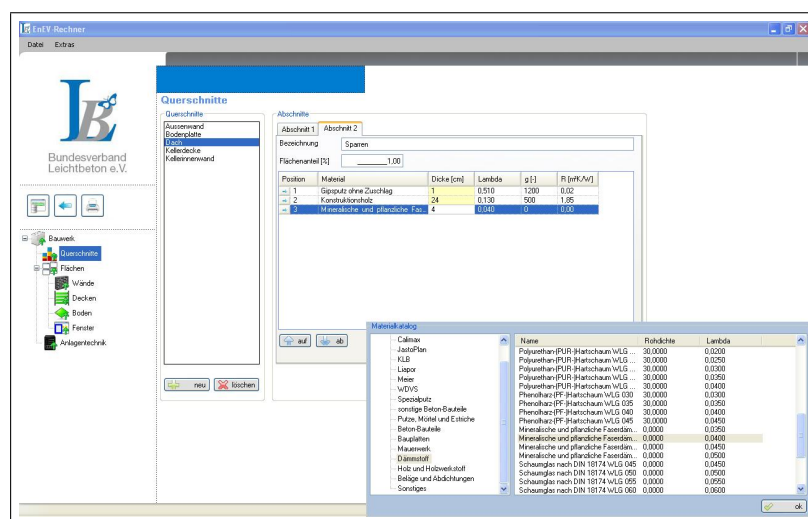 EnEV-Rechner
Datei Extras
Bundesverband
Leichtbeton e.V.
Bauwerk
Querschnitte
Flächen
Wände
Decken
Boden
Fenster
Anlagentechnik
Querschnitte
Querschnitte
Aussenwand
Bodenplatte
Dach
Kellerdecke
Kellerinnenwand
neu löschen
Abschnitte
Abschnitt 1 Abschnitt 2
Bezeichnung Sparren
Flächenanteil [%] ________1,00
Position Material Dicke [cm] Lambda g [-] R [m²K/W]
1 Gipsputz ohne Zuschlag 1 0,510 1200 0,02
2 Konstruktionsholz 24 0,130 500 1,85
3 Mineralische und pflanzliche Fas... 4 0,040 0 0,00
auf ab
Materialkatalog
Calimax
JastoPlan
KLB
Liapor
Meier
WDVS
Spezialputz
sonstige Beton-Bauteile
Putze, Mörtel und Estriche
Beton-Bauteile
Bauplatten
Mauerwerk
Dämmstoff
Holz und Holzwerkstoff
Beläge und Abdichtungen
Sonstiges
Name Rohdichte Lambda
Polyurethan-(PUR-)Hartschaum WLG ... 30,0000 0,0200
Polyurethan-(PUR-)Hartschaum WLG ... 30,0000 0,0250
Polyurethan-(PUR-)Hartschaum WLG ... 30,0000 0,0300
Polyurethan-(PUR-)Hartschaum WLG ... 30,0000 0,0350
Polyurethan-(PUR-)Hartschaum WLG ... 30,0000 0,0400
Phenolharz-(PF-)Hartschaum WLG 030 30,0000 0,0300
Phenolharz-(PF-)Hartschaum WLG 035 30,0000 0,0350
Phenolharz-(PF-)Hartschaum WLG 040 30,0000 0,0400
Phenolharz-(PF-)Hartschaum WLG 045 30,0000 0,0450
Mineralische und pflanzliche Faserdäm... 0,0000 0,0350
Mineralische und pflanzliche Faserdäm... 0,0000 0,0400
Mineralische und pflanzliche Faserdäm... 0,0000 0,0450
Mineralische und pflanzliche Faserdäm... 0,0000 0,0500
Schaumglas nach DIN 18174 WLG 045 0,0000 0,0450
Schaumglas nach DIN 18174 WLG 050 0,0000 0,0500
Schaumglas nach DIN 18174 WLG 055 0,0000 0,0550
Schaumglas nach DIN 18174 WLG 060 0,0000 0,0600
ok